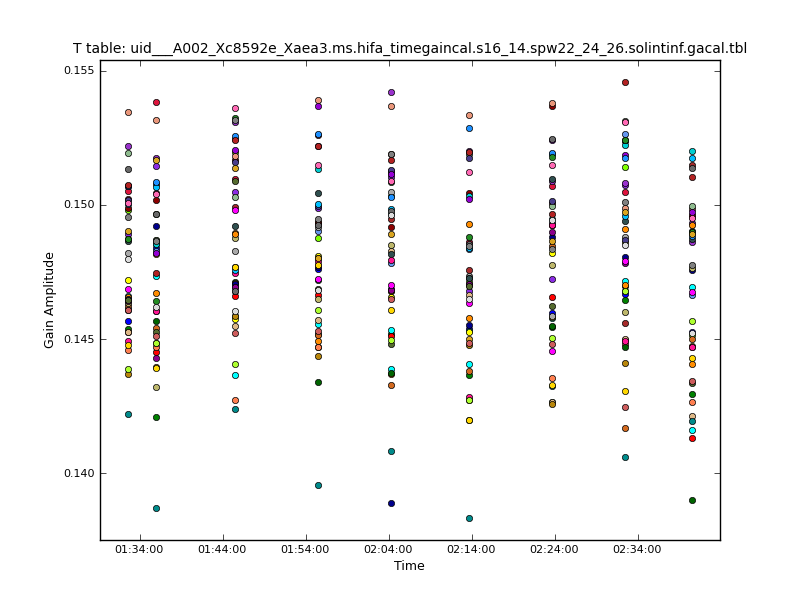 T table: uid___A002_Xc8592e_Xaea3.ms.hifa_timegaincal.s16_14.spw22_24_26.solintinf.gacal.tbl
0.155
0.150
0.145
0.140
Gain Amplitude
01:34:00 01:44:00 01:54:00 02:04:00 02:14:00 02:24:00 02:34:00
Time